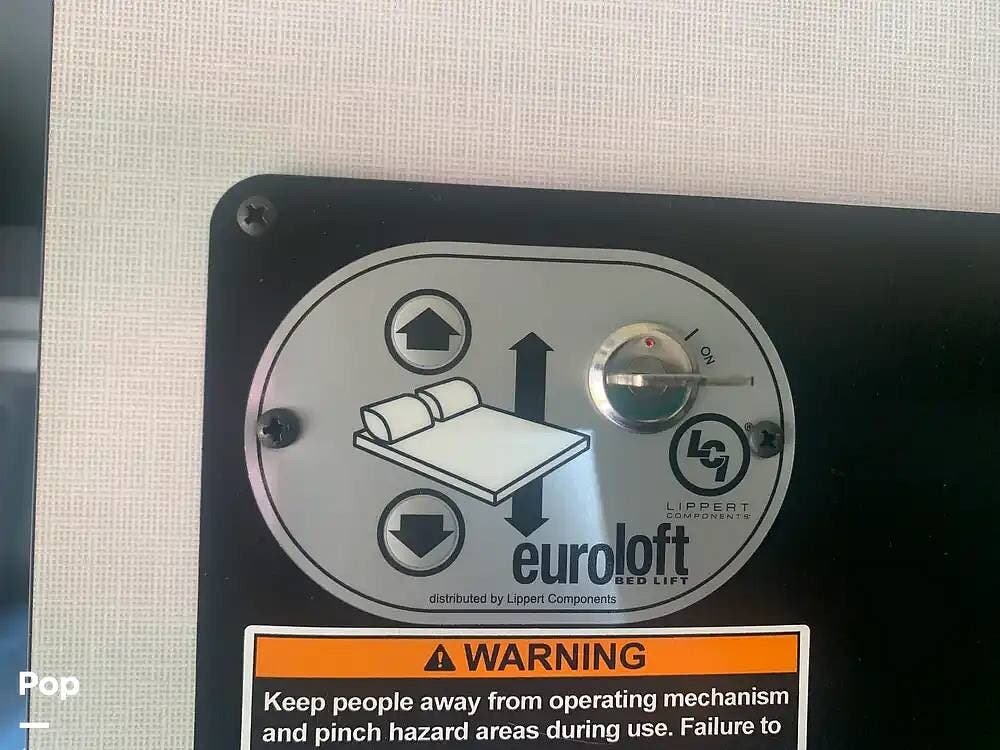 ON
LCI
®
LIPPERT
COMPONENTS
euroloft
BED LIFT
distributed by Lippert Components
WARNING
Keep people away from operating mechanism
and pinch hazard areas during use. Failure to
Pop